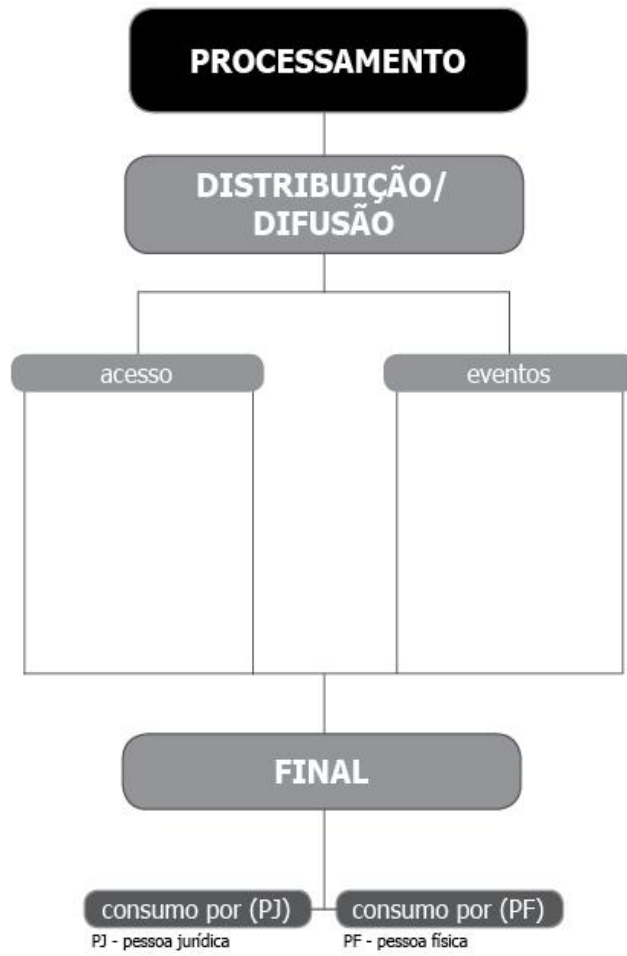 PROCESSAMENTO
DISTRIBUIÇÃO/
DIFUSÃO
acesso
eventos
FINAL
consumo por (PJ)
consumo por (PF)
PJ - pessoa jurídica
PF - pessoa física